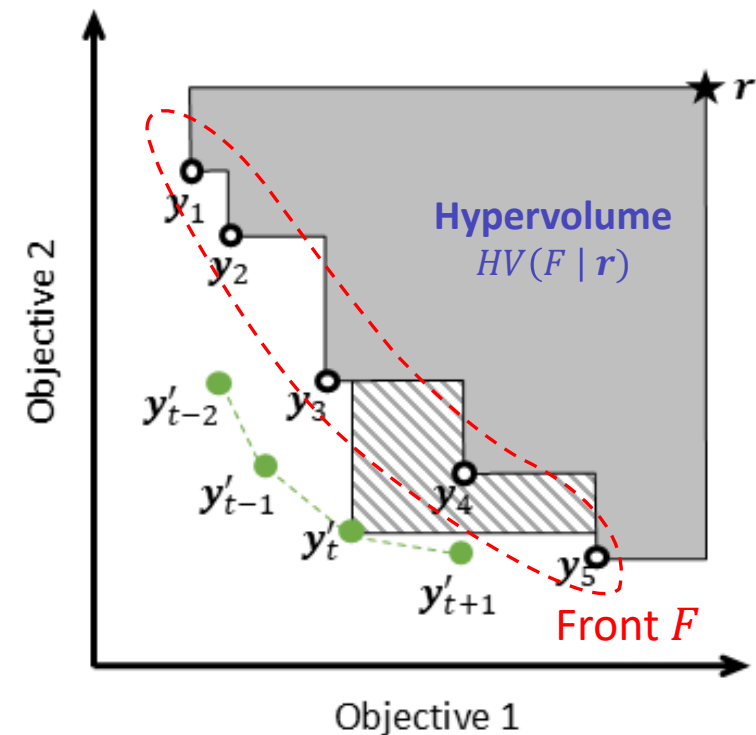 r
Hypervolume
HV(F | r)
y₁
y₂
y₃
y₄
y₅
y′ₜ₋₂
y′ₜ₋₁
y′ₜ
y′ₜ₊₁
Front F
Objective 2
Objective 1